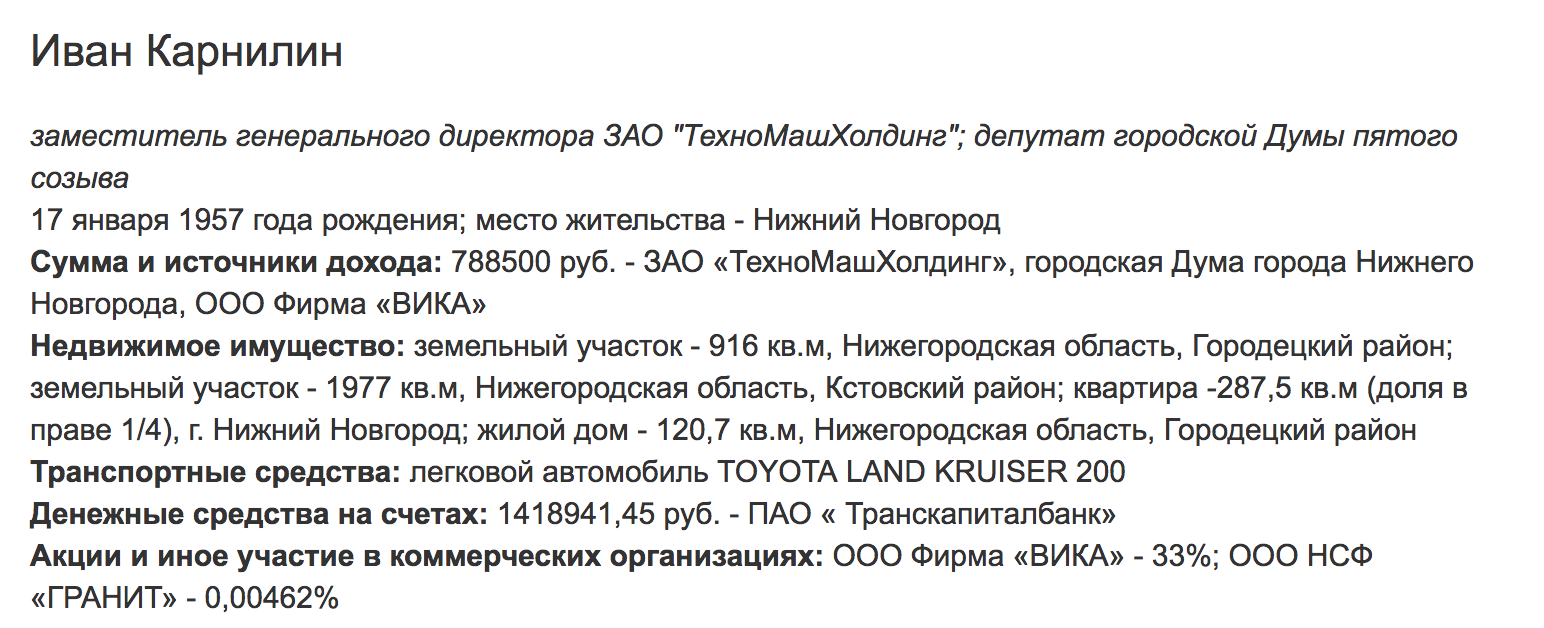 Иван Карнилин
заместитель генерального директора ЗАО "ТехноМашХолдинг"; депутат городской Думы пятого
созыва
17 января 1957 года рождения; место жительства - Нижний Новгород
Сумма и источники дохода: 788500 руб. - ЗАО «ТехноМашХолдинг», городская Дума города Нижнего
Новгорода, ООО Фирма «ВИКА»
Недвижимое имущество: земельный участок - 916 кв.м, Нижегородская область, Городецкий район;
земельный участок - 1977 кв.м, Нижегородская область, Кстовский район; квартира -287,5 кв.м (доля в
праве 1/4), г. Нижний Новгород; жилой дом - 120,7 кв.м, Нижегородская область, Городецкий район
Транспортные средства: легковой автомобиль TOYOTA LAND KRUISER 200
Денежные средства на счетах: 1418941,45 руб. - ПАО « Транскапиталбанк»
Акции и иное участие в коммерческих организациях: ООО Фирма «ВИКА» - 33%; ООО НСФ
«ГРАНИТ» - 0,00462%